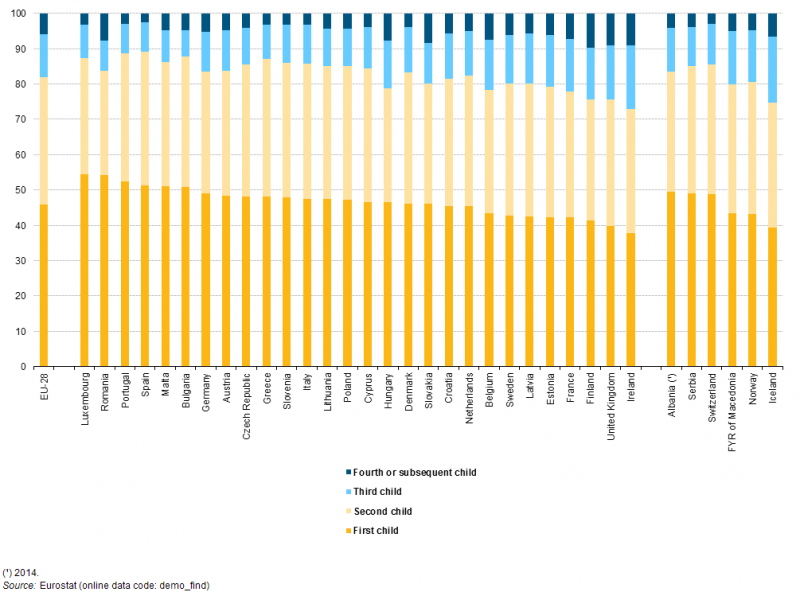 100
90
80
70
60
50
40
30
20
10
0
EU-28
Luxembourg
Romania
Portugal
Spain
Malta
Bulgaria
Germany
Austria
Czech Republic
Greece
Slovenia
Italy
Lithuania
Poland
Cyprus
Hungary
Denmark
Slovakia
Croatia
Netherlands
Belgium
Sweden
Latvia
Estonia
France
Finland
United Kingdom
Ireland
Albania (¹)
Serbia
Switzerland
FYR of Macedonia
Norway
Iceland
Fourth or subsequent child
Third child
Second child
First child
(¹) 2014.
Source: Eurostat (online data code: demo_find)